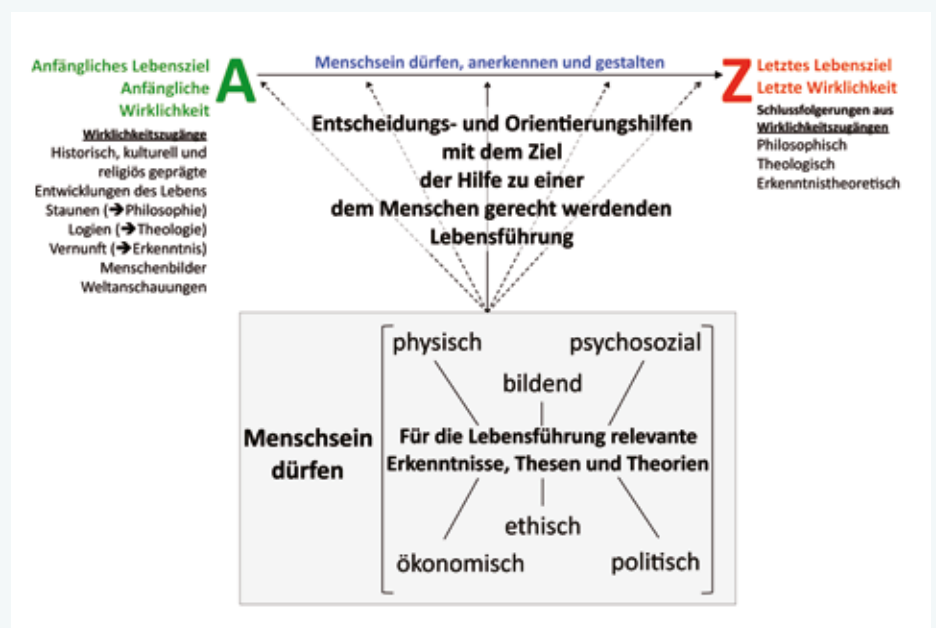 Anfängliches Lebensziel
Anfängliche
Wirklichkeit
A
Wirklichkeitszugänge
Historisch, kulturell und
religiös geprägte
Entwicklungen des Lebens
Staunen (➔Philosophie)
Logien (➔Theologie)
Vernunft (➔Erkenntnis)
Menschenbilder
Weltanschauungen
Menschsein dürfen, anerkennen und gestalten
Entscheidungs- und Orientierungshilfen
mit dem Ziel
der Hilfe zu einer
dem Menschen gerecht werdenden
Lebensführung
Z
Letztes Lebensziel
Letzte Wirklichkeit
Schlussfolgerungen aus
Wirklichkeitszugängen
Philosophisch
Theologisch
Erkenntnistheoretisch
Menschsein
dürfen
physisch
psychosozial
bildend
Für die Lebensführung relevante
Erkenntnisse, Thesen und Theorien
ethisch
ökonomisch
politisch